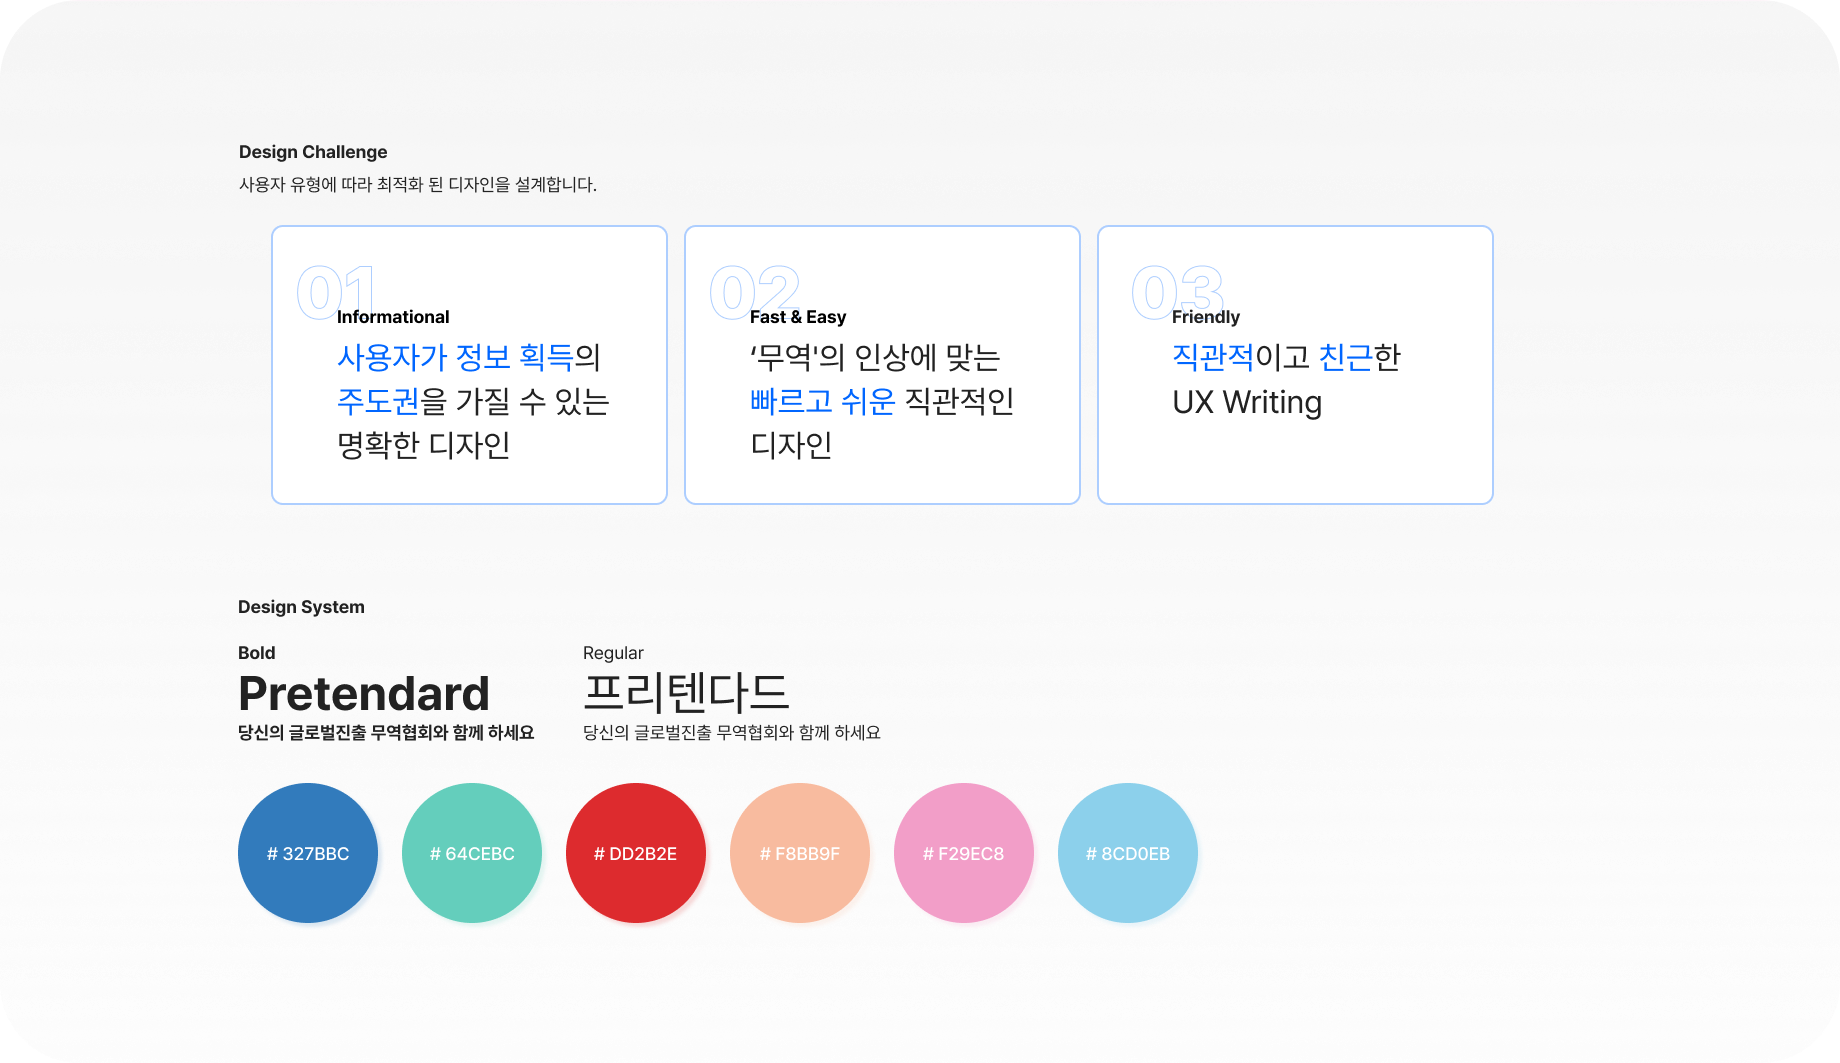 Design Challenge
사용자 유형에 따라 최적화 된 디자인을 설계합니다.
01
Informational
사용자가 정보 획득의
주도권을 가질 수 있는
명확한 디자인
02
Fast & Easy
‘무역'의 인상에 맞는
빠르고 쉬운 직관적인
디자인
03
Friendly
직관적이고 친근한
UX Writing
Design System
Bold
Pretendard
당신의 글로벌진출 무역협회와 함께 하세요
Regular
프리텐다드
당신의 글로벌진출 무역협회와 함께 하세요
# 327BBC
# 64CEBC
# DD2B2E
# F8BB9F
# F29EC8
# 8CD0EB